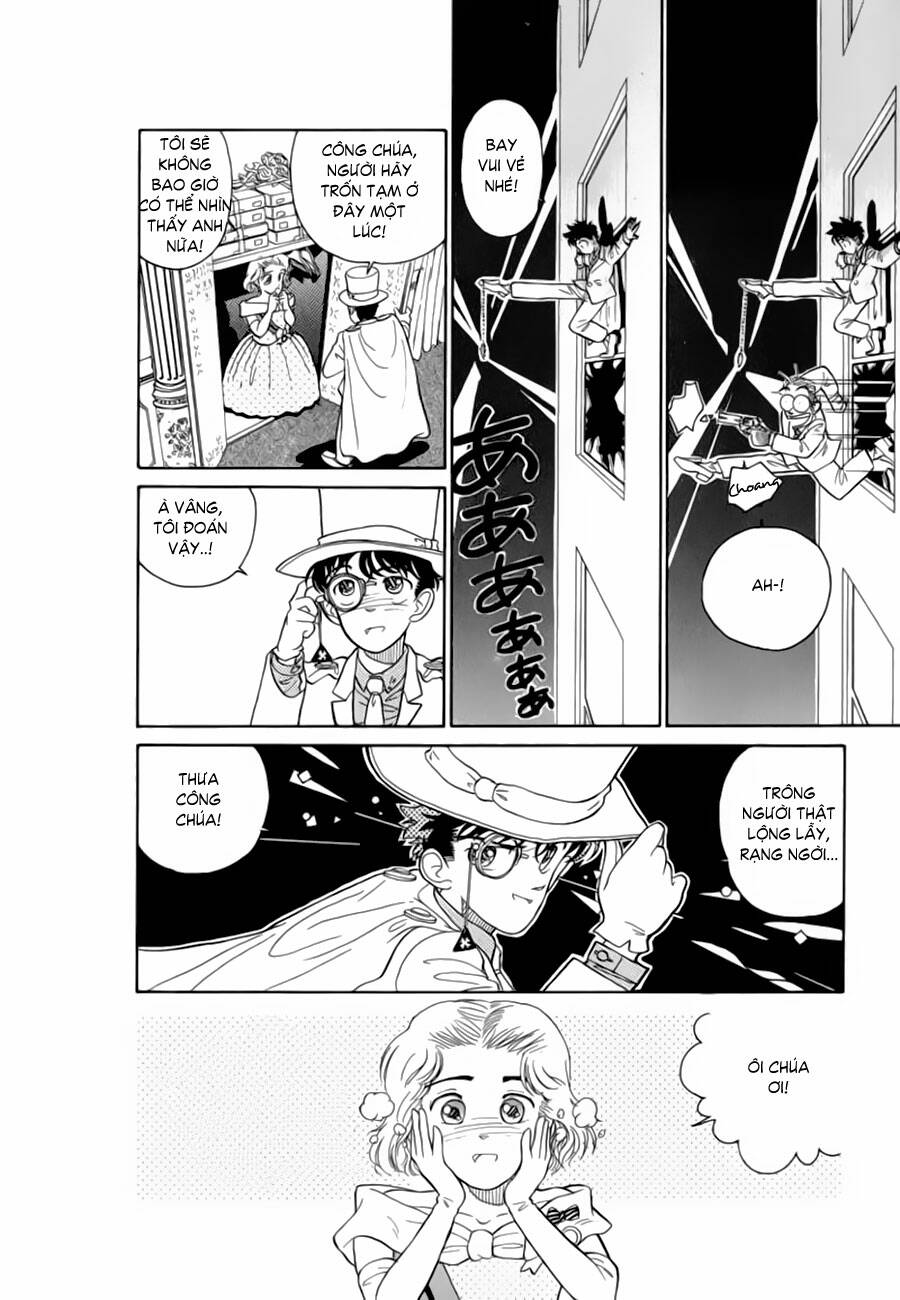 AH-!
Choang
BAY
VUI VẺ
NHÉ!
あああああぁ
CÔNG CHÚA,
NGƯỜI HÃY
TRỐN TẠM Ở
ĐÂY MỘT
LÚC!
TÔI SẼ
KHÔNG
BAO GIỜ
CÓ THỂ NHÌN
THẤY ANH
NỮA!
À VÂNG,
TÔI ĐOÁN
VẬY..!
TRÔNG
NGƯỜI THẬT
LỘNG LẪY,
RẠNG NGỜI...
THƯA
CÔNG
CHÚA!
ÔI CHÚA
ƠI!